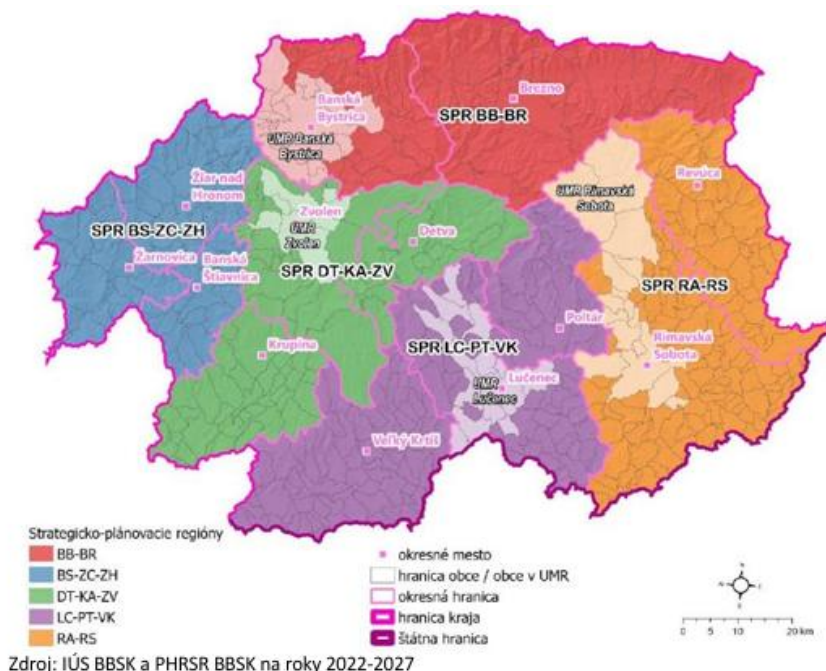 Banská
Bystrica
UMR Banská
Bystrica
SPR BB-BR
Brezno
Žiar nad
Hronom
SPR BS-ZC-ZH
Žarnovica
Banská
Štiavnica
Zvolen
UMR
Zvolen
Detva
SPR DT-KA-ZV
Krupina
UMR Rimavská
Sobota
Revúca
SPR RA-RS
Rimavská
Sobota
Poltár
SPR LC-PT-VK
UMR
Lučenec
Lučenec
Veľký Krtíš
Strategicko-plánovacie regióny
BB-BR
BS-ZC-ZH
DT-KA-ZV
LC-PT-VK
RA-RS
okresné mesto
hranica obce / obce v UMR
okresná hranica
hranica kraja
štátna hranica
0 5 10 20 km
Zdroj: IÚS BBSK a PHRSR BBSK na roky 2022-2027